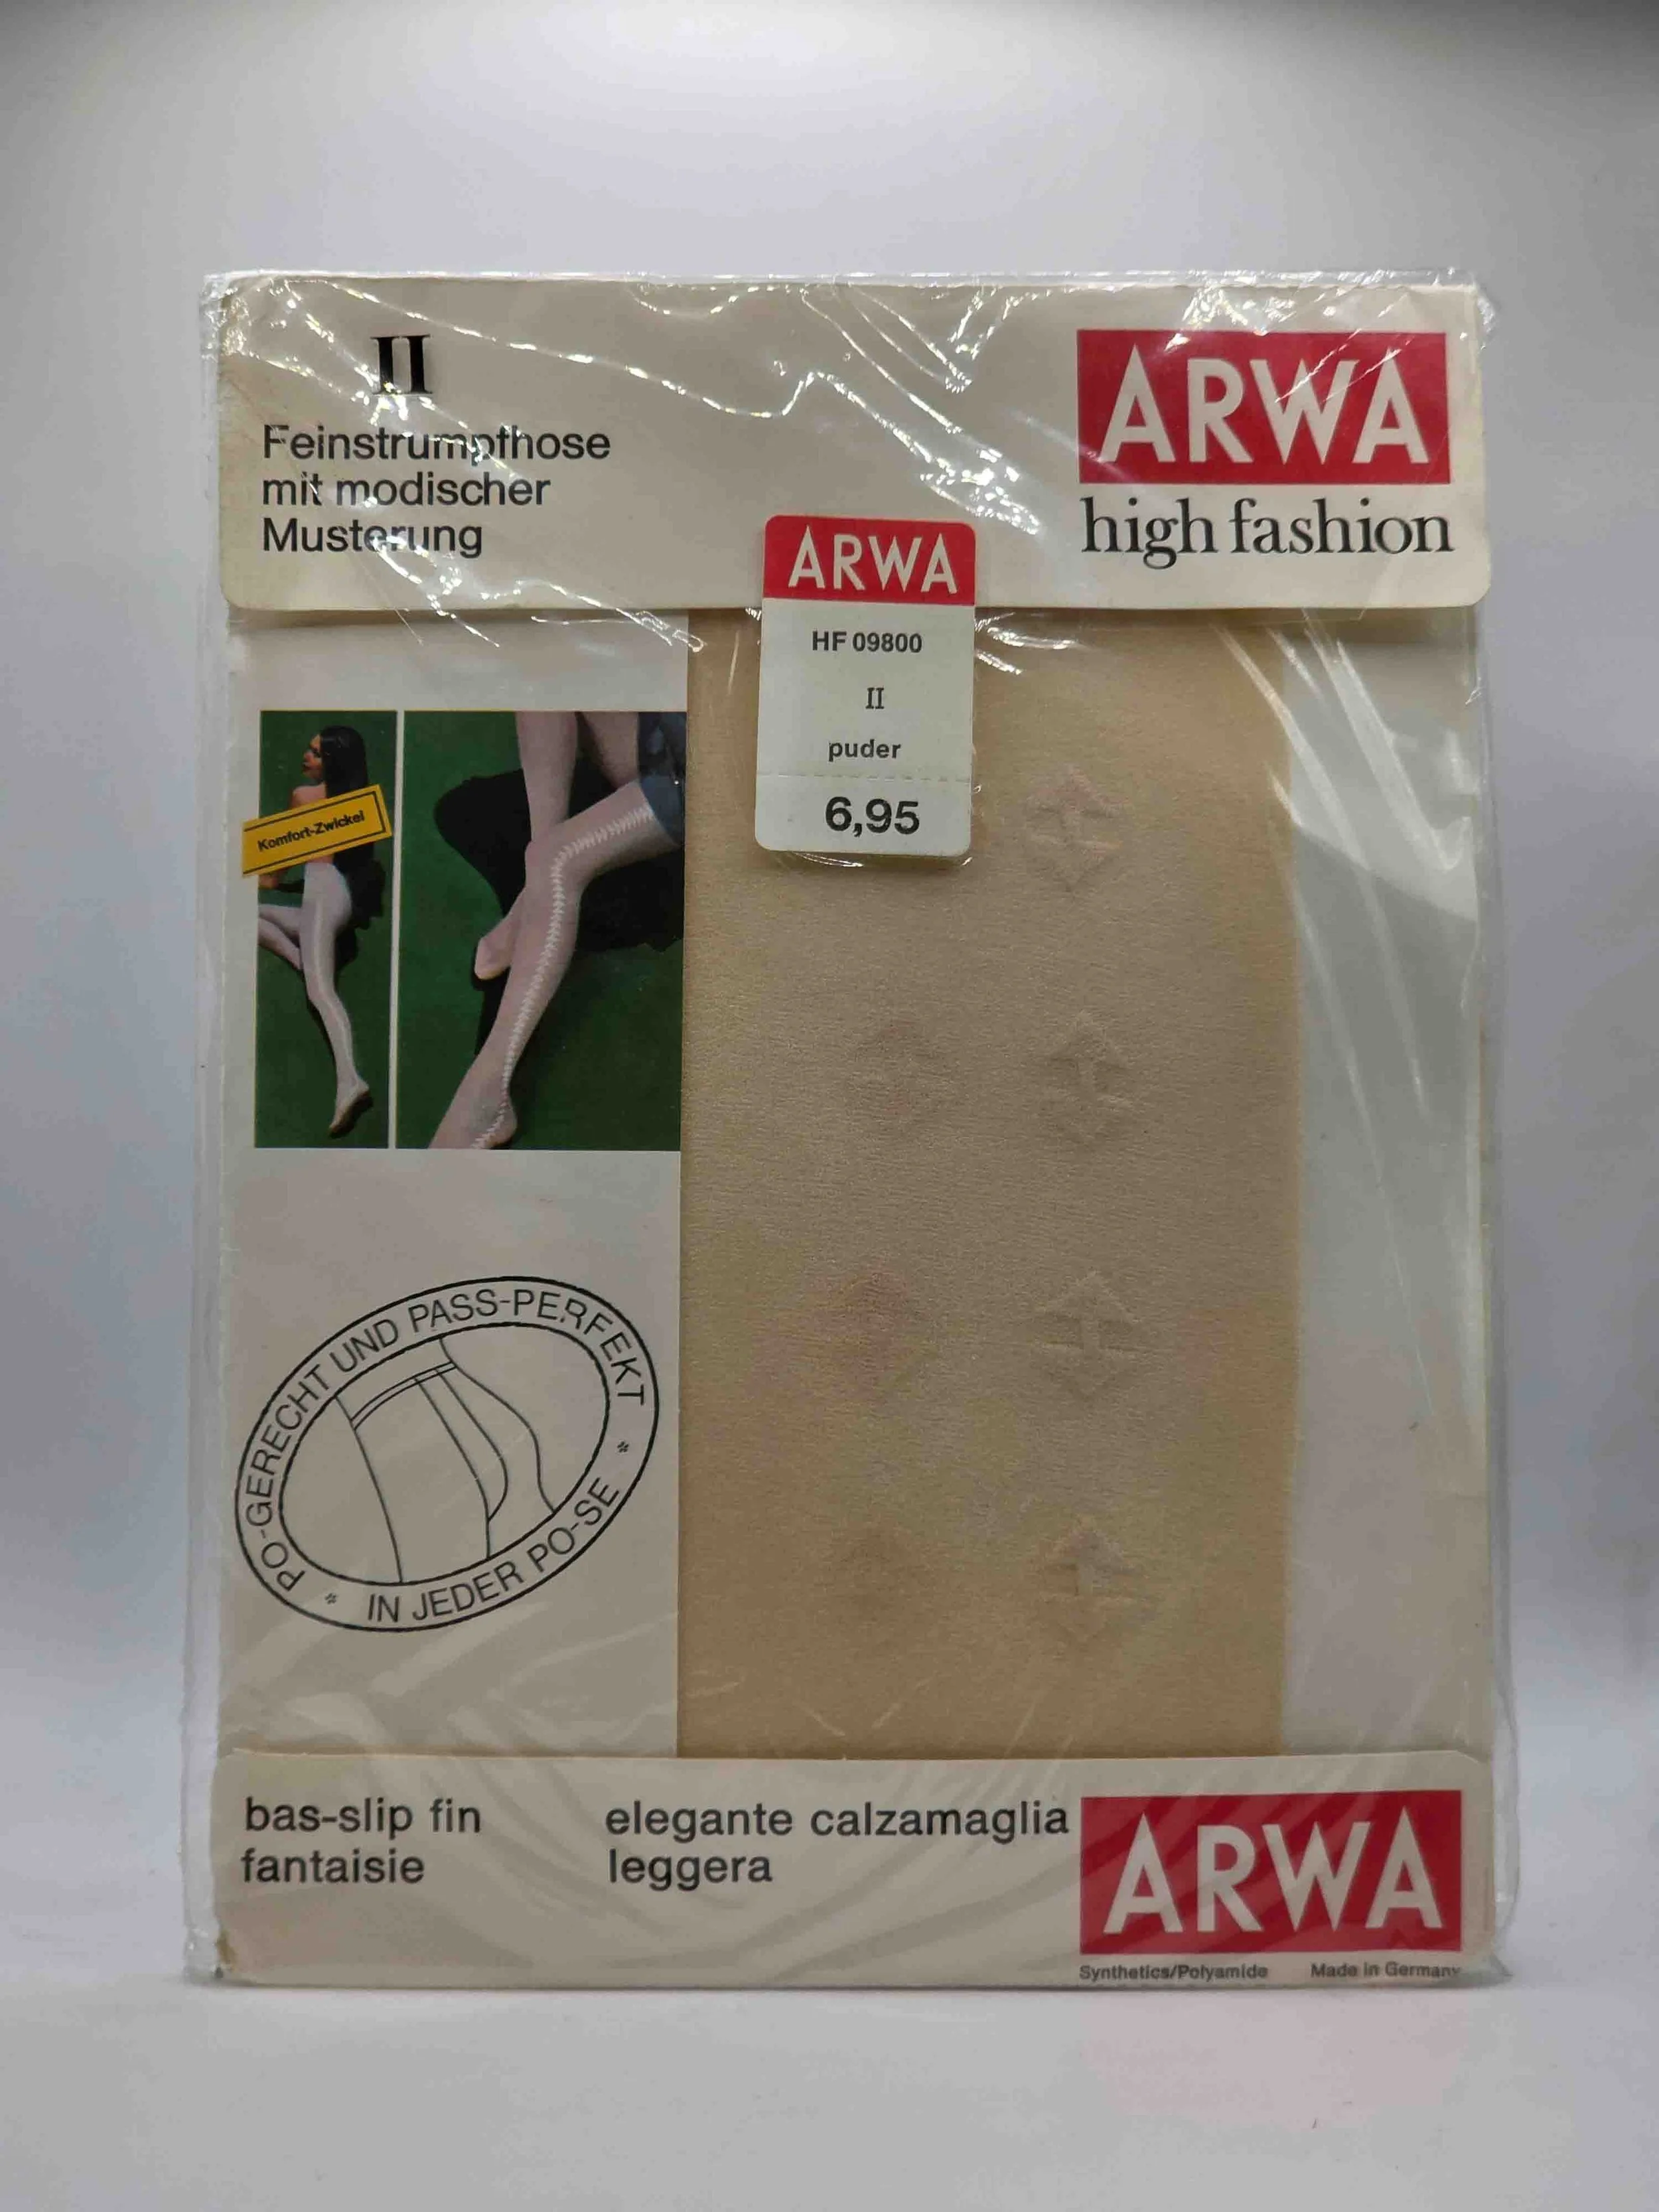 II
Feinstrumpfhose
mit modischer
Musterung
ARWA
high fashion
ARWA
HF 09800
II
puder
6,95
Komfort-Zwickel
PO-GERECHT UND PASS-PERFEKT
* IN JEDER PO-SE *
bas-slip fin
fantaisie
elegante calzamaglia
leggera
ARWA
Synthetics/Polyamide
Made in Germany